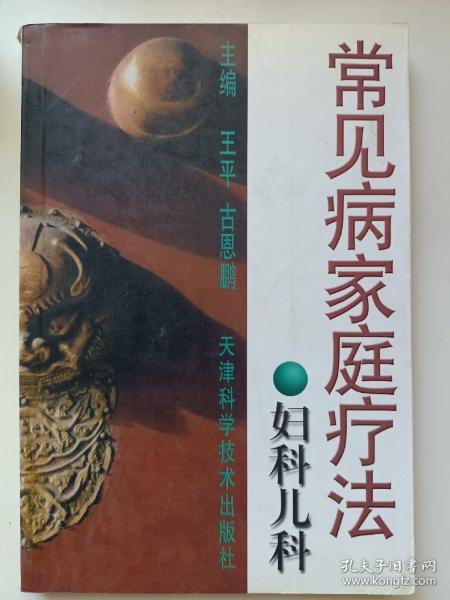 常见病家庭疗法
妇科儿科
主编 王平 古恩鹏 天津科学技术出版社
孔夫子旧书网
www.kongfz.com